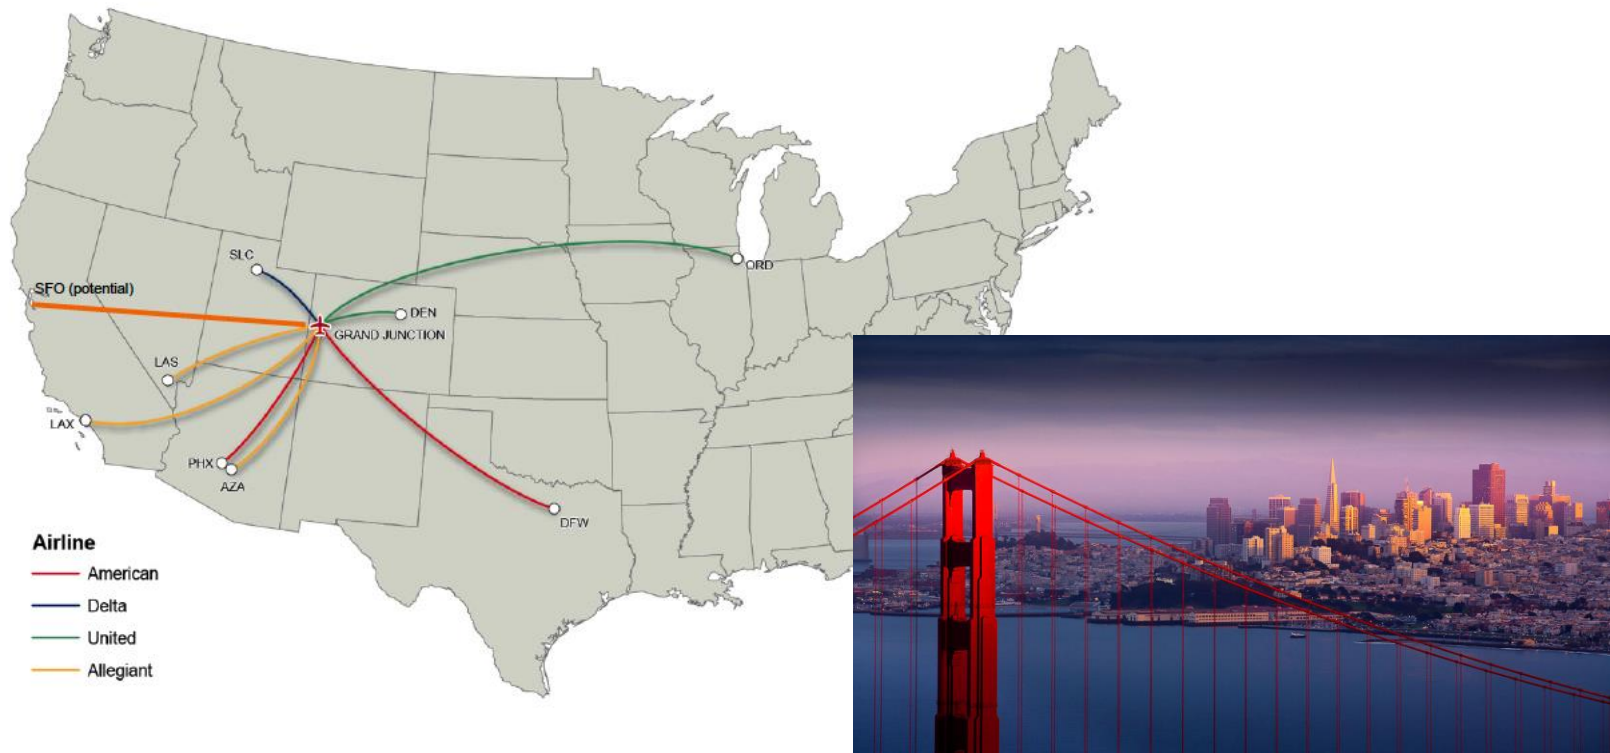 SLC
ORD
SFO (potential)
DEN
GRAND JUNCTION
LAS
LAX
PHX
AZA
DFW
Airline
American
Delta
United
Allegiant